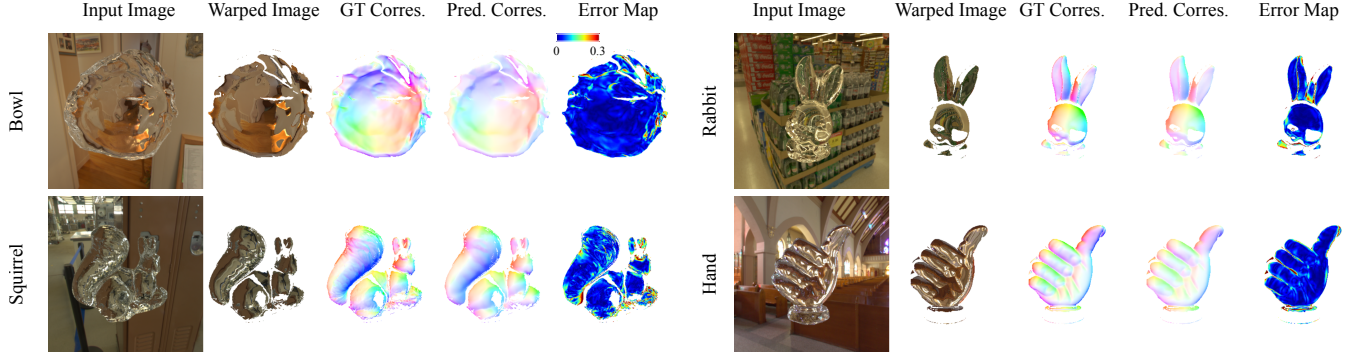 Input Image Warped Image GT Corres. Pred. Corres. Error Map Input Image Warped Image GT Corres. Pred. Corres. Error Map
0 0.3
Bowl
Rabbit
Squirrel
Hand